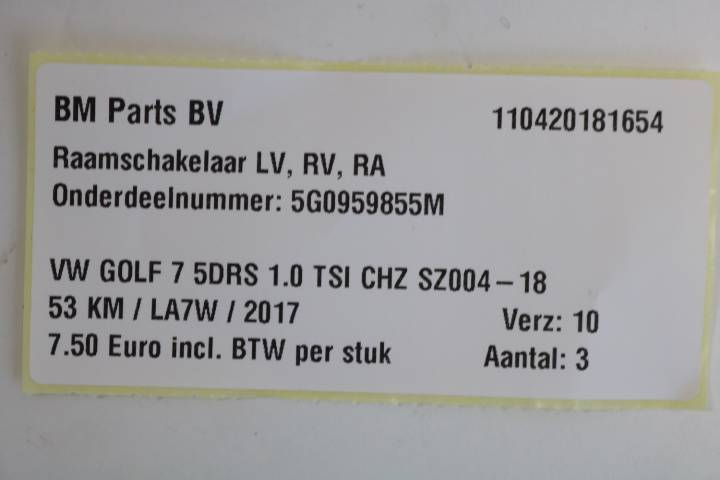 BM Parts BV 110420181654
Raamschakelaar LV, RV, RA
Onderdeelnummer: 5G0959855M
VW GOLF 7 5DRS 1.0 TSI CHZ SZ004-18
53 KM / LA7W / 2017 Verz: 10
7.50 Euro incl. BTW per stuk Aantal: 3